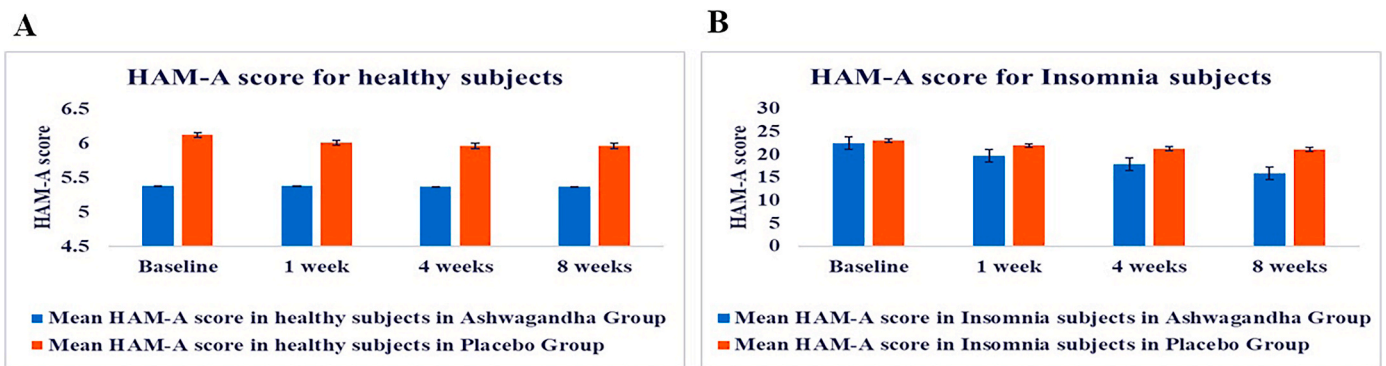 A
HAM-A score for healthy subjects
HAM-A score
6.5
6
5.5
5
4.5
Baseline 1 week 4 weeks 8 weeks
Mean HAM-A score in healthy subjects in Ashwagandha Group
Mean HAM-A score in healthy subjects in Placebo Group
B
HAM-A score for Insomnia subjects
HAM-A score
30
25
20
15
10
5
0
Baseline 1 week 4 weeks 8 weeks
Mean HAM-A score in Insomnia subjects in Ashwagandha Group
Mean HAM-A score in Insomnia subjects in Placebo Group